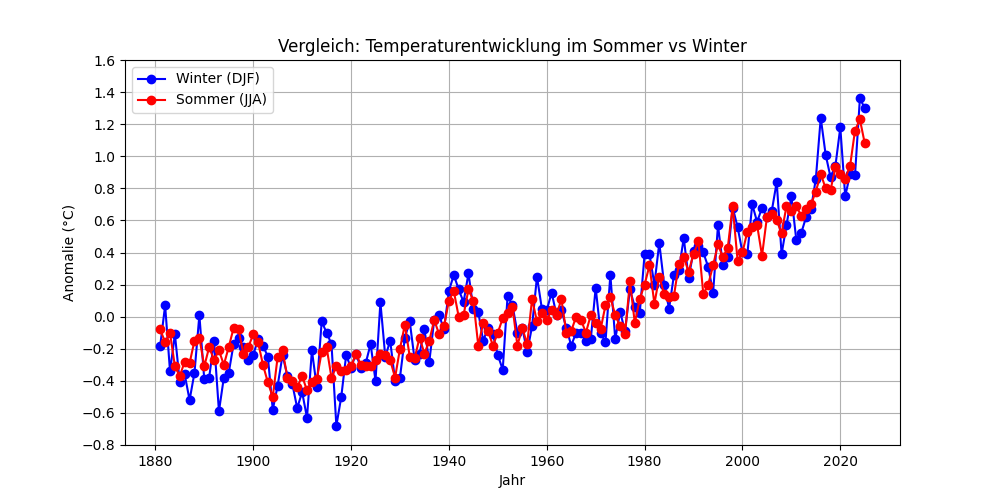 Vergleich: Temperaturentwicklung im Sommer vs Winter
Winter (DJF)
Sommer (JJA)
Anomalie (°C)
1.6
1.4
1.2
1.0
0.8
0.6
0.4
0.2
0.0
−0.2
−0.4
−0.6
−0.8
1880 1900 1920 1940 1960 1980 2000 2020
Jahr